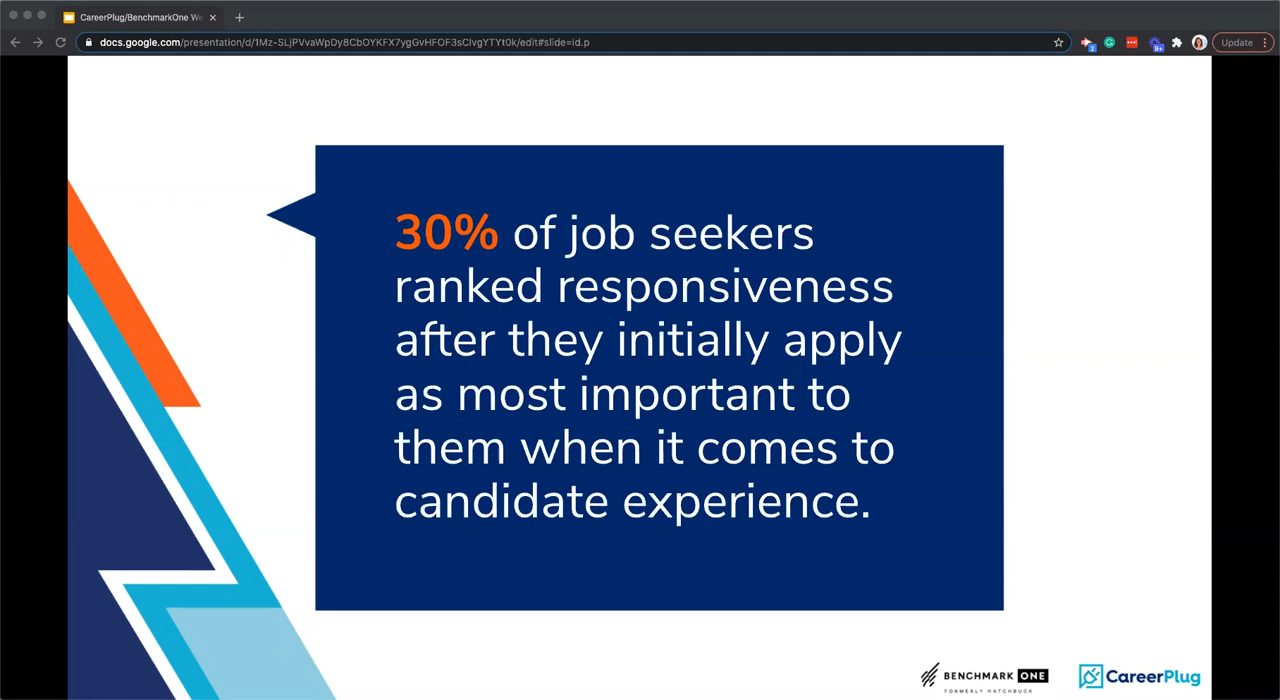 CareerPlug/BenchmarkOne We
docs.google.com/presentation/d/1Mz-SLjPVvaWpDy8CbOYKFX7ygGvHFOF3sClvgYTYt0k/edit#slide=id.p
2
9+
Update
30% of job seekers
ranked responsiveness
after they initially apply
as most important to
them when it comes to
candidate experience.
BENCHMARK ONE
FORMERLY HATCHBUCK
CareerPlug